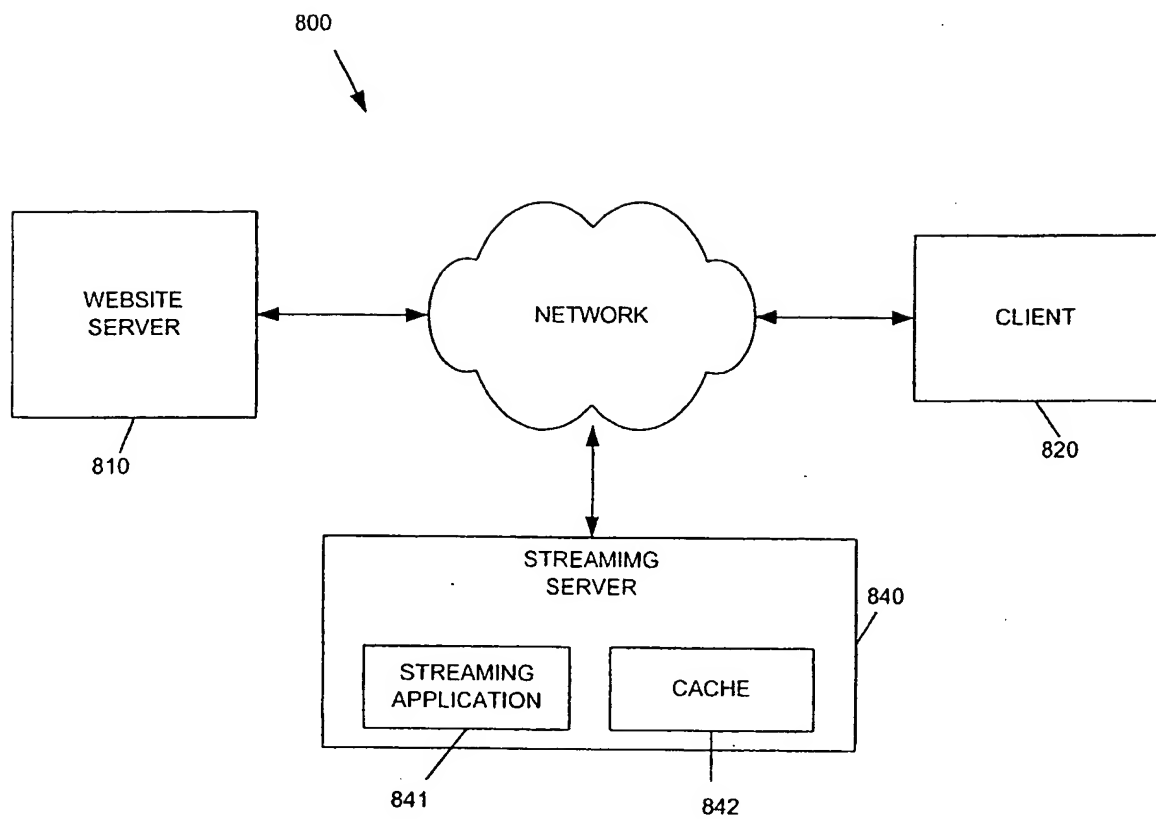 800
WEBSITE
SERVER
NETWORK
CLIENT
810
820
STREAMIMG
SERVER
840
STREAMING
APPLICATION
CACHE
841
842